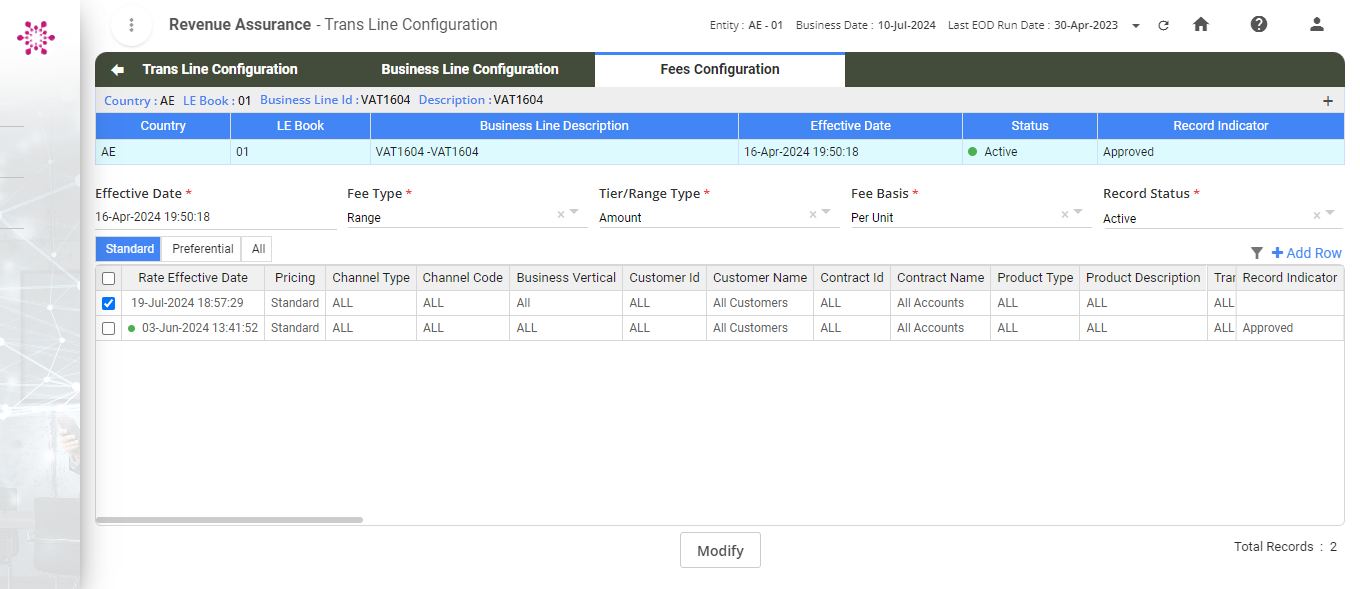 Revenue Assurance - Trans Line Configuration
Entity : AE - 01 Business Date : 10-Jul-2024 Last EOD Run Date : 30-Apr-2023
Trans Line Configuration Business Line Configuration Fees Configuration
Country : AE LE Book : 01 Business Line Id : VAT1604 Description : VAT1604 +
Country LE Book Business Line Description Effective Date Status Record Indicator
AE 01 VAT1604 -VAT1604 16-Apr-2024 19:50:18 Active Approved
Effective Date * Fee Type * Tier/Range Type * Fee Basis * Record Status *
16-Apr-2024 19:50:18 Range × Amount × Per Unit × Active ×
Standard Preferential All + Add Row
Rate Effective Date Pricing Channel Type Channel Code Business Vertical Customer Id Customer Name Contract Id Contract Name Product Type Product Description Trar Record Indicator
19-Jul-2024 18:57:29 Standard ALL ALL All ALL All Customers ALL All Accounts ALL ALL ALL
03-Jun-2024 13:41:52 Standard ALL ALL ALL ALL All Customers ALL All Accounts ALL ALL ALL Approved
Modify
Total Records : 2